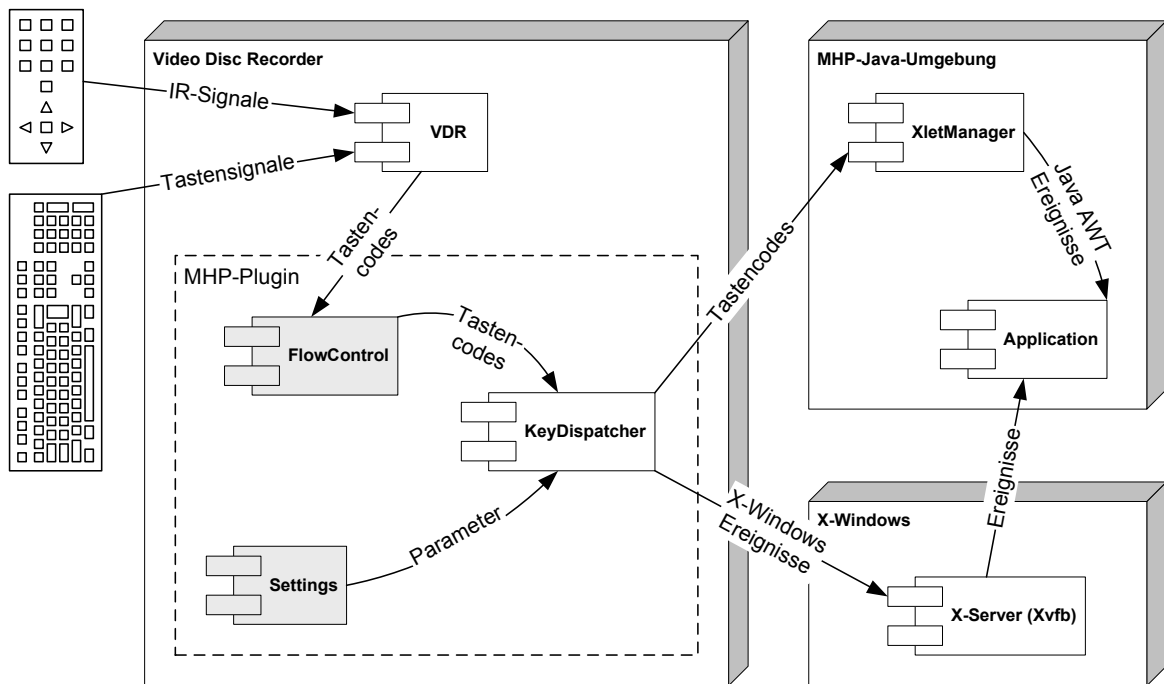 Video Disc Recorder
MHP-Java-Umgebung
IR-Signale
VDR
XletManager
Tastensignale
Java AWT
Ereignisse
Tasten-
codes
Tastencodes
MHP-Plugin
FlowControl
Tasten-
codes
Application
KeyDispatcher
Ereignisse
X-Windows
Ereignisse
X-Windows
Parameter
Settings
X-Server (Xvfb)